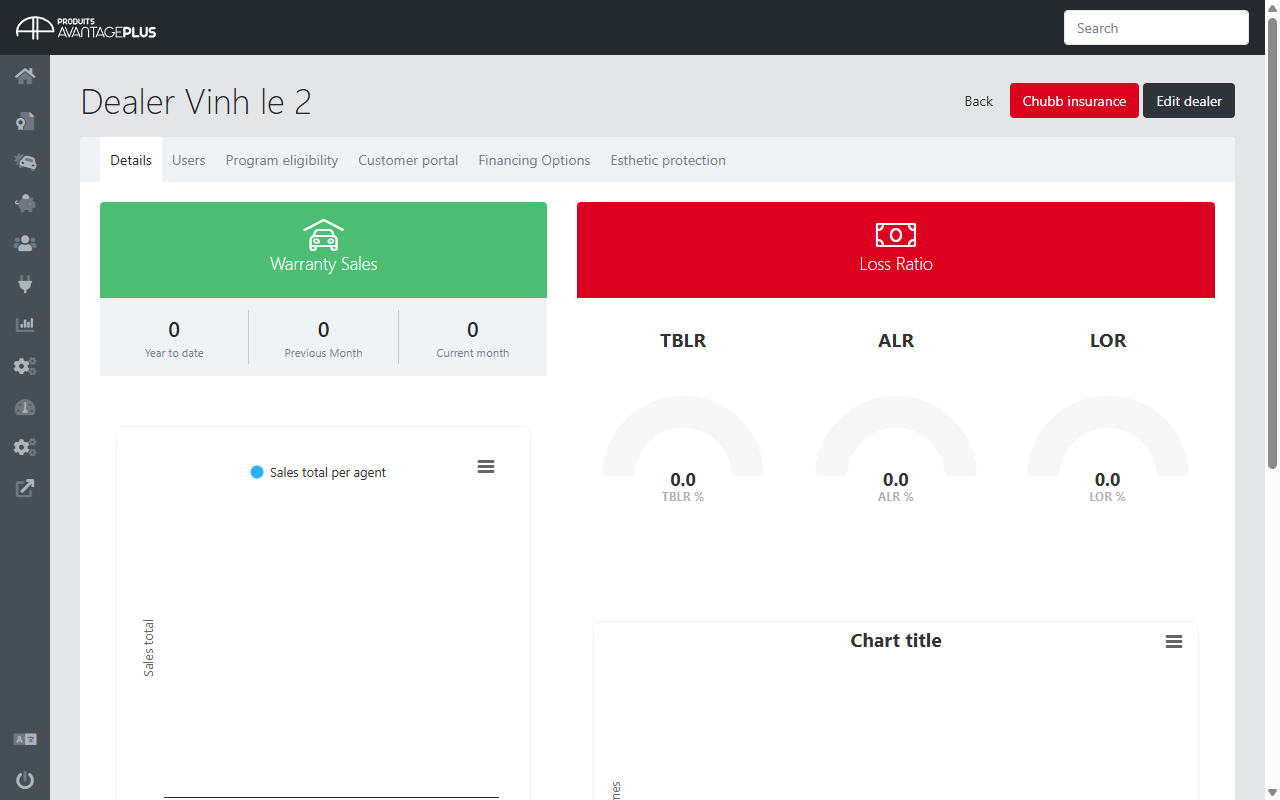 PRODUITS
AVANTAGEPLUS
Search
Dealer Vinh le 2
Back
Chubb insurance
Edit dealer
Details
Users
Program eligibility
Customer portal
Financing Options
Esthetic protection
Warranty Sales
0
Year to date
0
Previous Month
0
Current month
Sales total per agent
Sales total
Loss Ratio
TBLR
ALR
LOR
0.0
TBLR %
0.0
ALR %
0.0
LOR %
Chart title